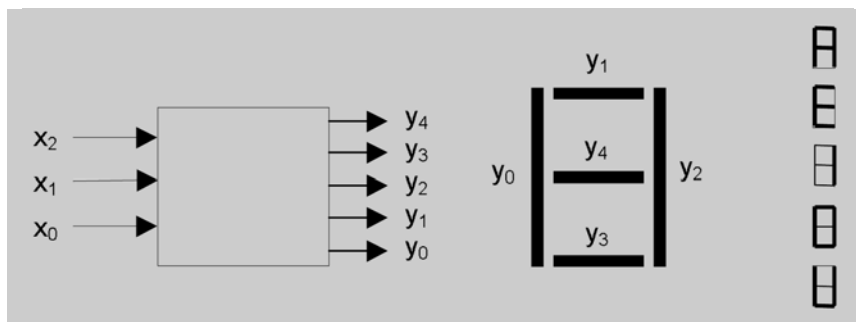 x₂
x₁
x₀
y₄
y₃
y₂
y₁
y₀
y₁
y₀
y₄
y₂
y₃
A
E
I
O
U